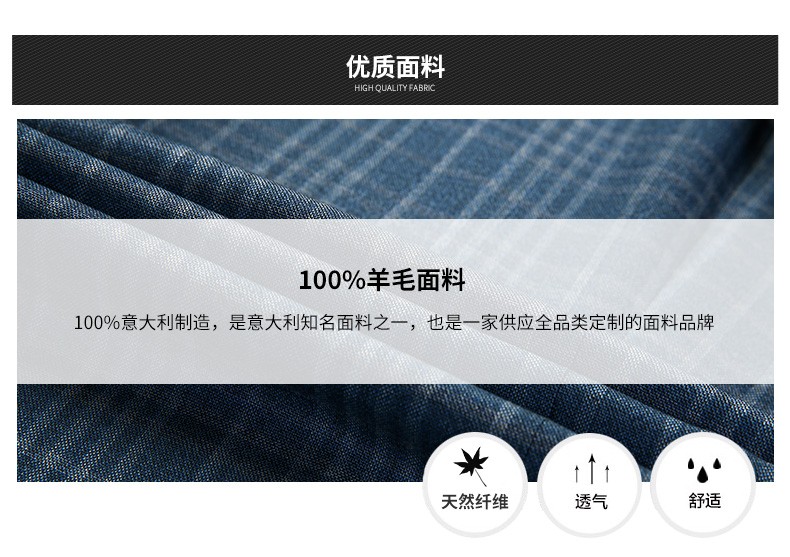 优质面料
HIGH QUALITY FABRIC
100%羊毛面料
100%意大利制造，是意大利知名面料之一，也是一家供应全品类定制的面料品牌
天然纤维
透气
舒适